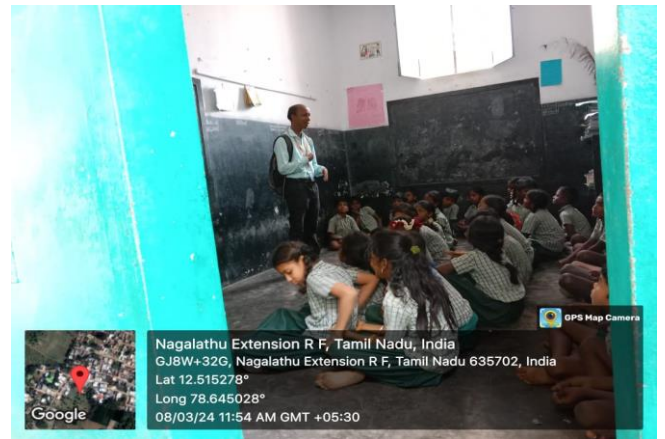 GPS Map Camera
Nagalathu Extension R F, Tamil Nadu, India
GJ8W+32G, Nagalathu Extension R F, Tamil Nadu 635702, India
Lat 12.515278°
Long 78.645028°
08/03/24 11:54 AM GMT +05:30
Google